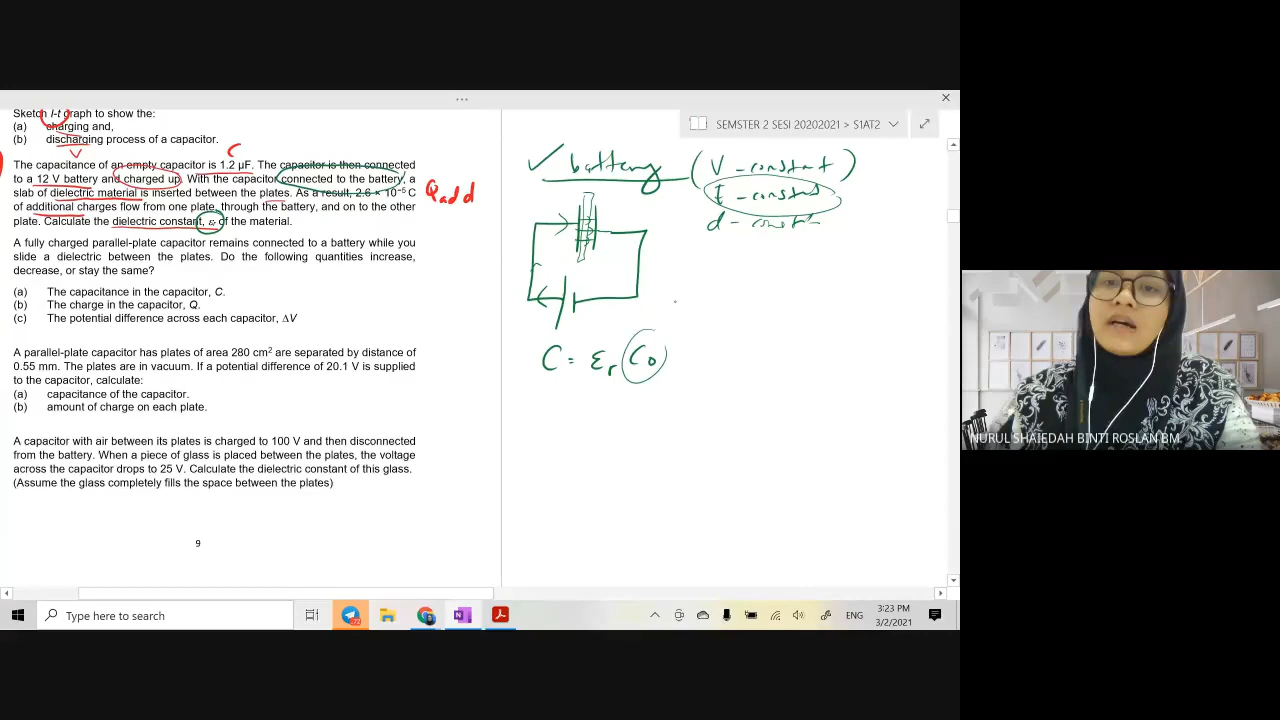 Sketch I-t graph to show the:
(a) charging and,
(b) discharging process of a capacitor.
V
C
The capacitance of an empty capacitor is 1.2 μF. The capacitor is then connected
to a 12 V battery and charged up. With the capacitor connected to the battery, a
slab of dielectric material is inserted between the plates. As a result, 2.6 × 10⁻⁵ C
of additional charges flow from one plate, through the battery, and on to the other
plate. Calculate the dielectric constant, εr of the material.
Qadd
A fully charged parallel-plate capacitor remains connected to a battery while you
slide a dielectric between the plates. Do the following quantities increase,
decrease, or stay the same?
(a) The capacitance in the capacitor, C.
(b) The charge in the capacitor, Q.
(c) The potential difference across each capacitor, ΔV
A parallel-plate capacitor has plates of area 280 cm² are separated by distance of
0.55 mm. The plates are in vacuum. If a potential difference of 20.1 V is supplied
to the capacitor, calculate:
(a) capacitance of the capacitor.
(b) amount of charge on each plate.
A capacitor with air between its plates is charged to 100 V and then disconnected
from the battery. When a piece of glass is placed between the plates, the voltage
across the capacitor drops to 25 V. Calculate the dielectric constant of this glass.
(Assume the glass completely fills the space between the plates)
9
SEMSTER 2 SESI 20202021 > S1AT2
✓ battery (V - constant)
E - constant
d - constant
C = εr C0
NURUL SHAIEDAH BINTI ROSLAN BM
Type here to search
ENG
3:23 PM
3/2/2021